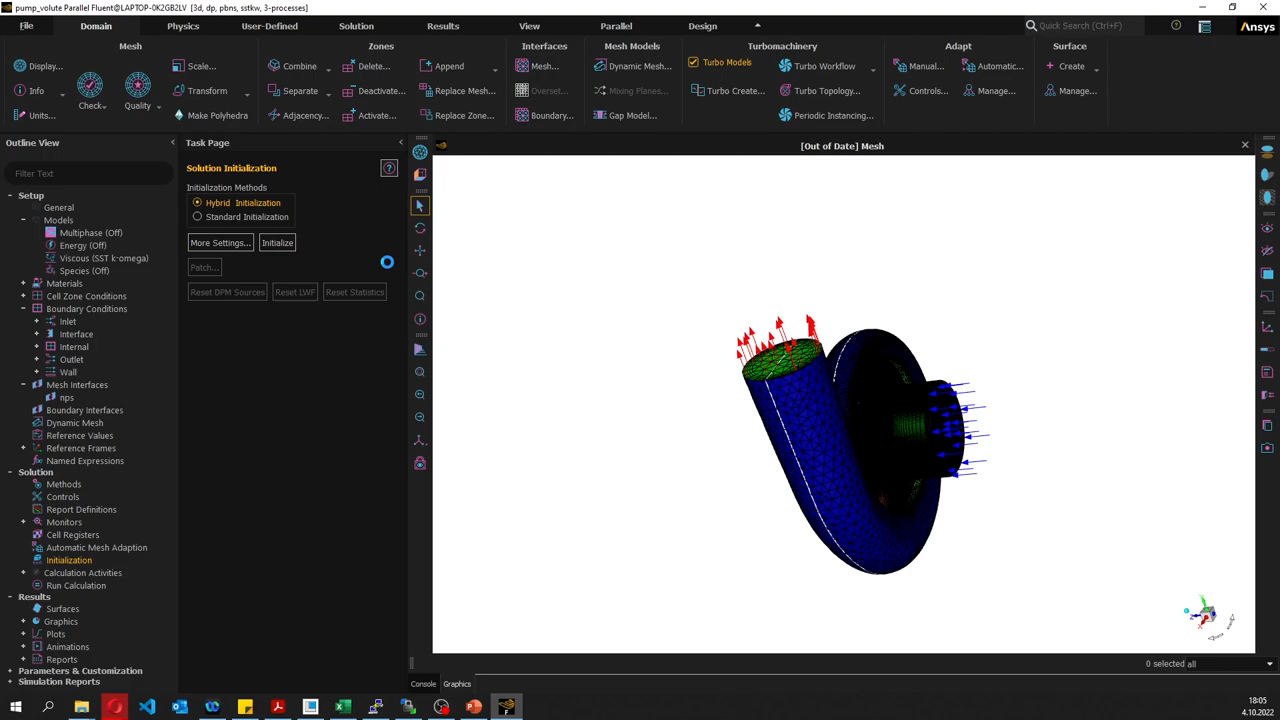 pump_volute Parallel Fluent@LAPTOP-0K2GB2LV [3d, dp, pbns, sstkw, 3-processes]
File Domain Physics User-Defined Solution Results View Parallel Design Quick Search (Ctrl+F) Ansys
Mesh Zones Interfaces Mesh Models Turbomachinery Adapt Surface
Display... Scale... Combine Delete... Append Mesh... Dynamic Mesh... Turbo Models Turbo Workflow Manual... Automatic... Create
Info Check Quality Transform Separate Deactivate... Replace Mesh... Overset... Mixing Planes... Turbo Create... Turbo Topology... Controls... Manage... Manage...
Units... Make Polyhedra Adjacency... Activate... Replace Zone... Boundary... Gap Model... Periodic Instancing...
Outline View
Filter Text
Setup
General
Models
Multiphase (Off)
Energy (Off)
Viscous (SST k-omega)
Species (Off)
Materials
Cell Zone Conditions
Boundary Conditions
Inlet
Interface
Internal
Outlet
Wall
Mesh Interfaces
nps
Boundary Interfaces
Dynamic Mesh
Reference Values
Reference Frames
Named Expressions
Solution
Methods
Controls
Report Definitions
Monitors
Cell Registers
Automatic Mesh Adaption
Initialization
Calculation Activities
Run Calculation
Results
Surfaces
Graphics
Plots
Animations
Reports
Parameters & Customization
Simulation Reports
Task Page
Solution Initialization
Initialization Methods
Hybrid Initialization
Standard Initialization
More Settings... Initialize
Patch...
Reset DPM Sources Reset LWF Reset Statistics
[Out of Date] Mesh
0 selected all
Console Graphics
18:05
4.10.2022